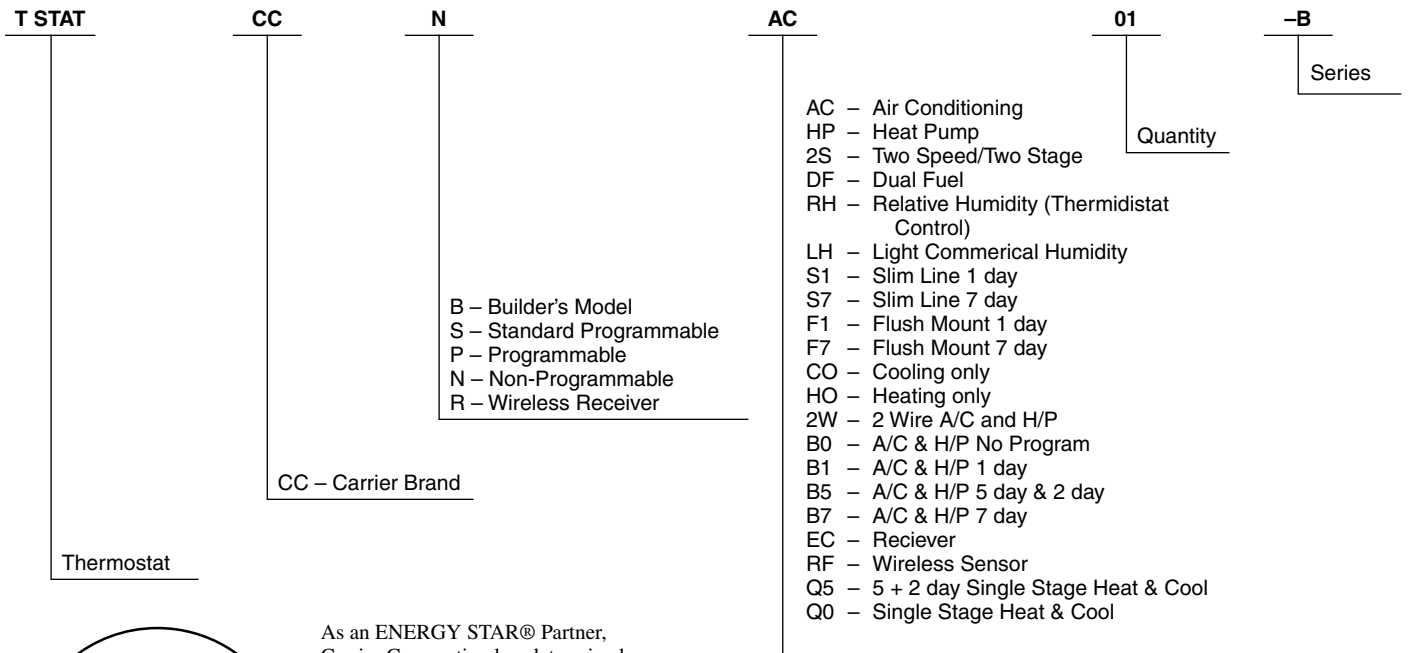 T STAT CC N AC 01 –B
Series
Quantity
AC – Air Conditioning
HP – Heat Pump
2S – Two Speed/Two Stage
DF – Dual Fuel
RH – Relative Humidity (Thermidistat
Control)
LH – Light Commerical Humidity
S1 – Slim Line 1 day
S7 – Slim Line 7 day
F1 – Flush Mount 1 day
F7 – Flush Mount 7 day
CO – Cooling only
HO – Heating only
2W – 2 Wire A/C and H/P
B0 – A/C & H/P No Program
B1 – A/C & H/P 1 day
B5 – A/C & H/P 5 day & 2 day
B7 – A/C & H/P 7 day
EC – Reciever
RF – Wireless Sensor
Q5 – 5 + 2 day Single Stage Heat & Cool
Q0 – Single Stage Heat & Cool
B – Builder's Model
S – Standard Programmable
P – Programmable
N – Non-Programmable
R – Wireless Receiver
CC – Carrier Brand
Thermostat
As an ENERGY STAR® Partner,